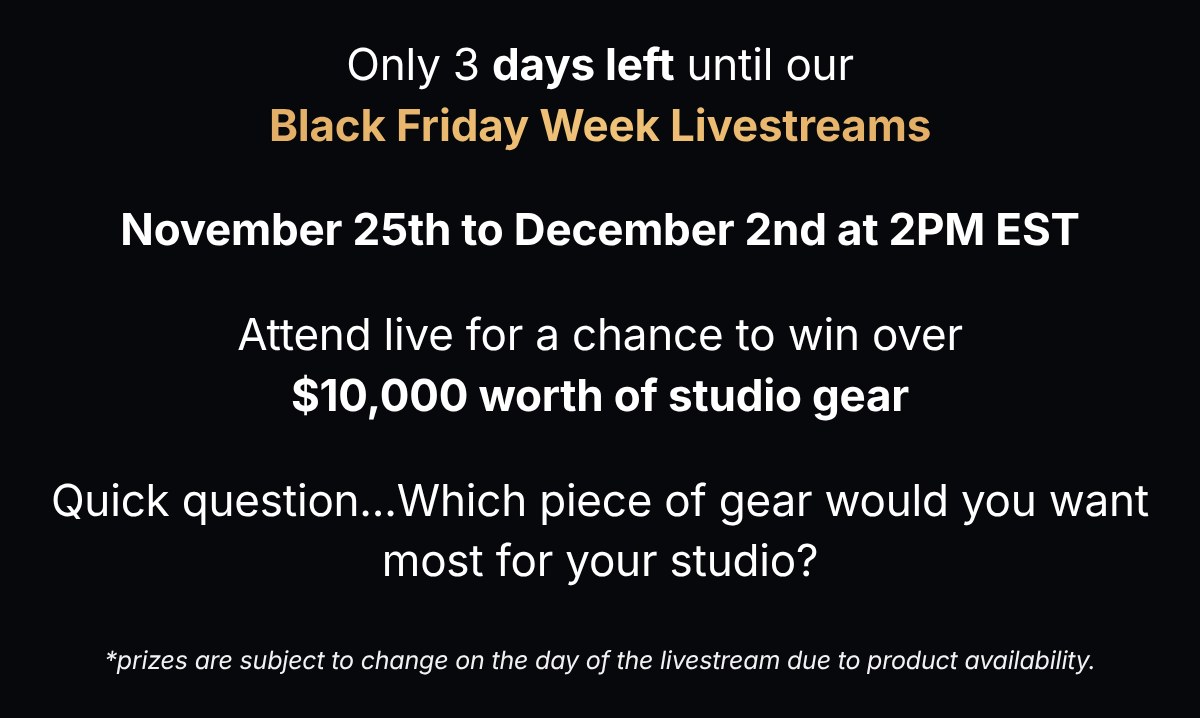 Only 3 days left until our
Black Friday Week Livestreams
November 25th to December 2nd at 2PM EST
Attend live for a chance to win over
$10,000 worth of studio gear
Quick question...Which piece of gear would you want
most for your studio?
*prizes are subject to change on the day of the livestream due to product availability.